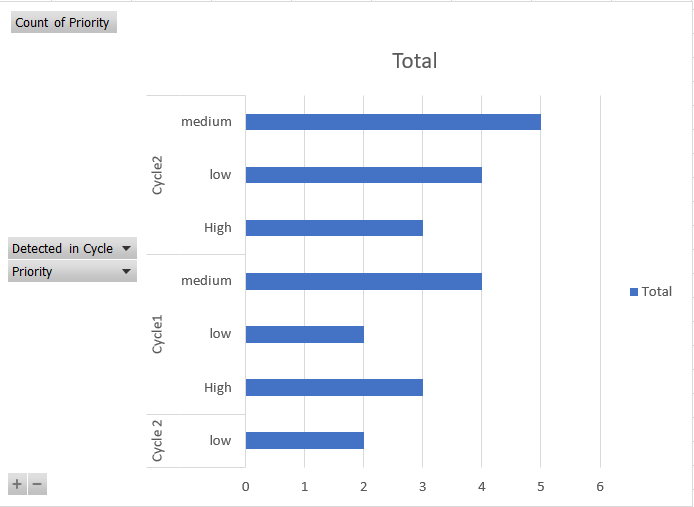 Count of Priority
Total
Cycle2
medium
low
High
Detected in Cycle
Priority
Cycle1
medium
low
High
Total
Cycle 2
low
0 1 2 3 4 5 6